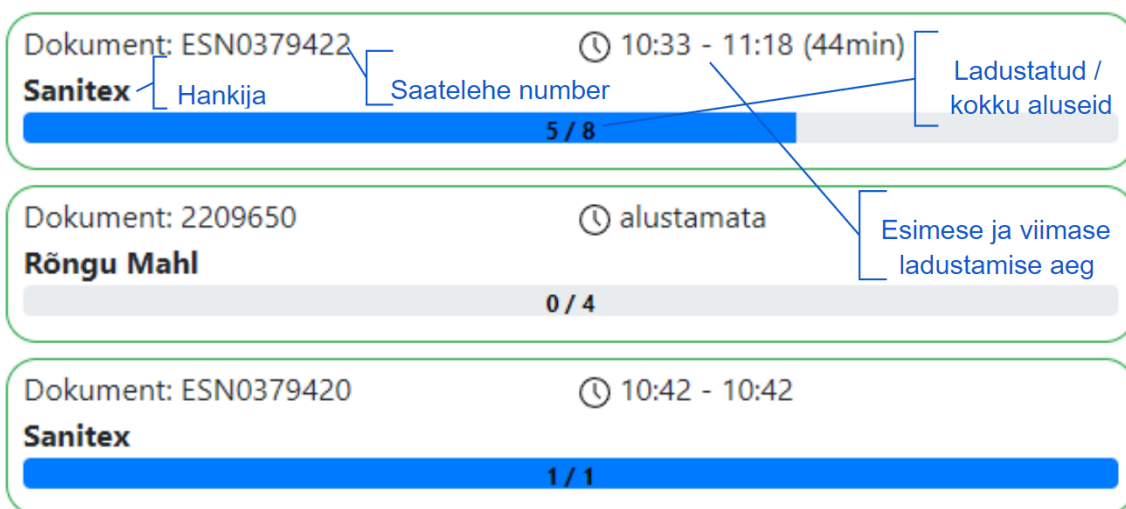 Dokument: ESN0379422
10:33 - 11:18 (44min)
Sanitex
Hankija
Saatelehe number
Ladustatud /
kokku aluseid
5 / 8
Dokument: 2209650
alustamata
Rõngu Mahl
Esimese ja viimase
ladustamise aeg
0 / 4
Dokument: ESN0379420
10:42 - 10:42
Sanitex
1 / 1